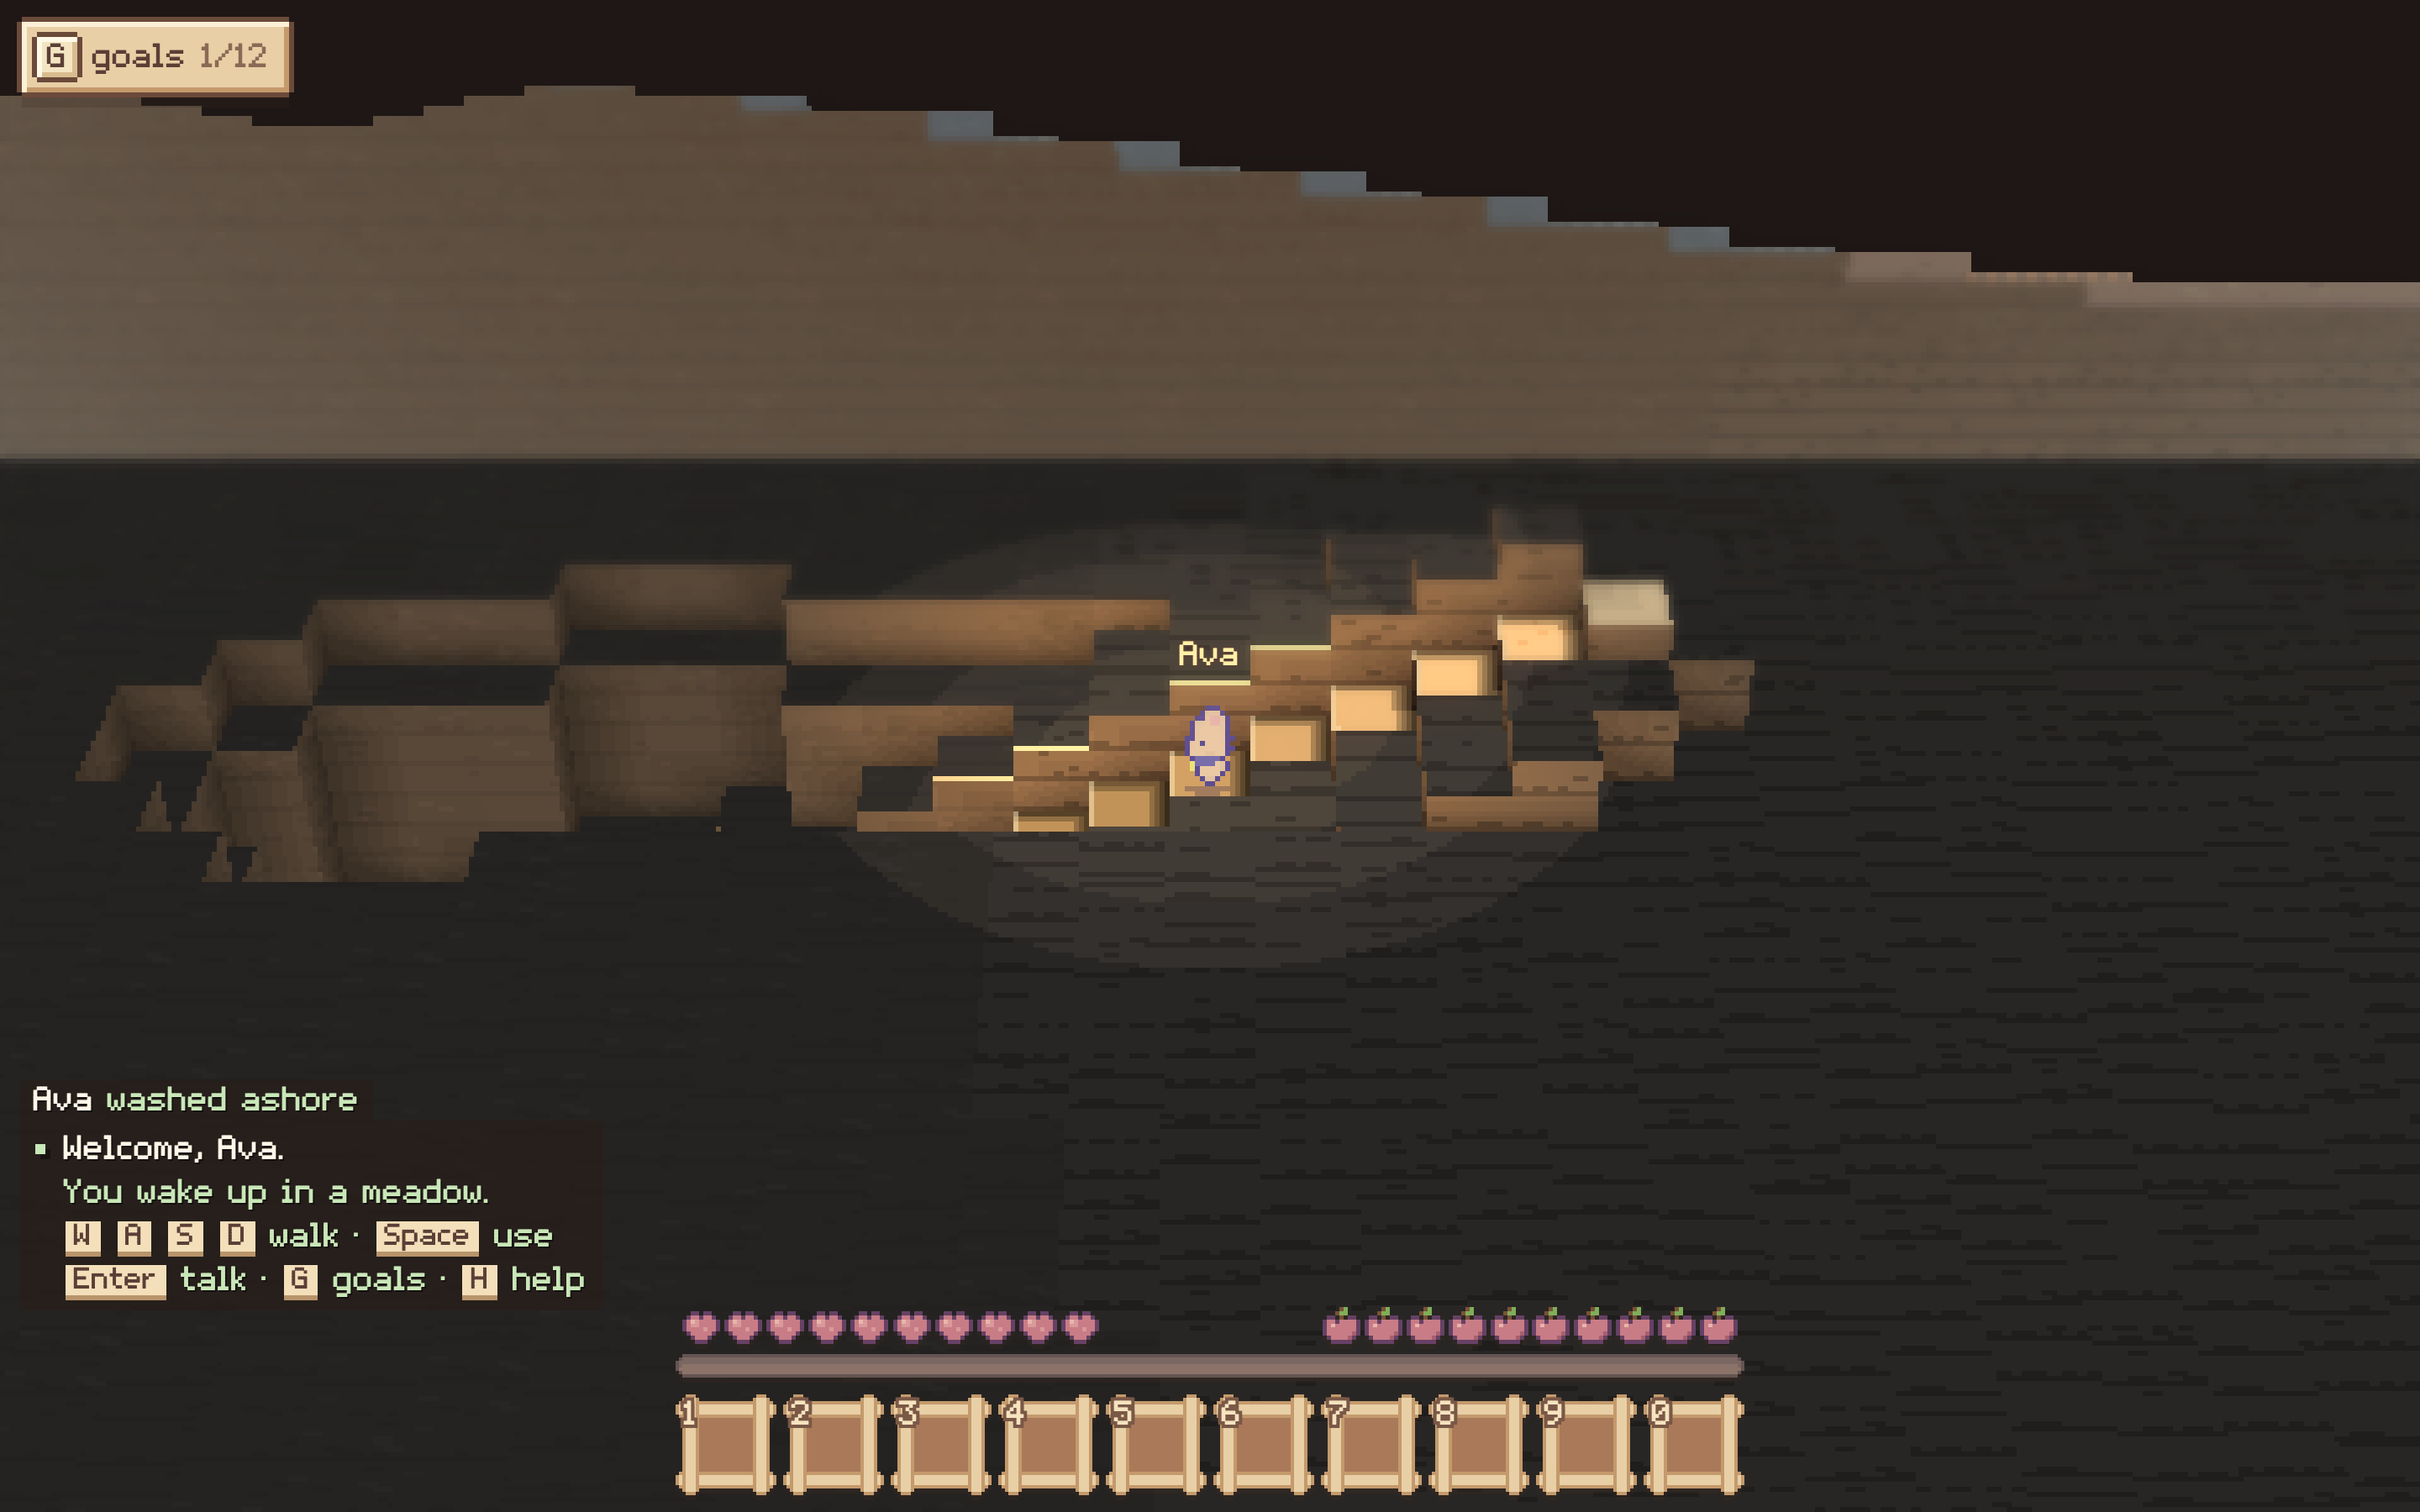 G goals 1/12
Ava
Ava washed ashore
Welcome, Ava.
You wake up in a meadow.
W A S D walk · Space use
Enter talk · G goals · H help
1 2 3 4 5 6 7 8 9 0